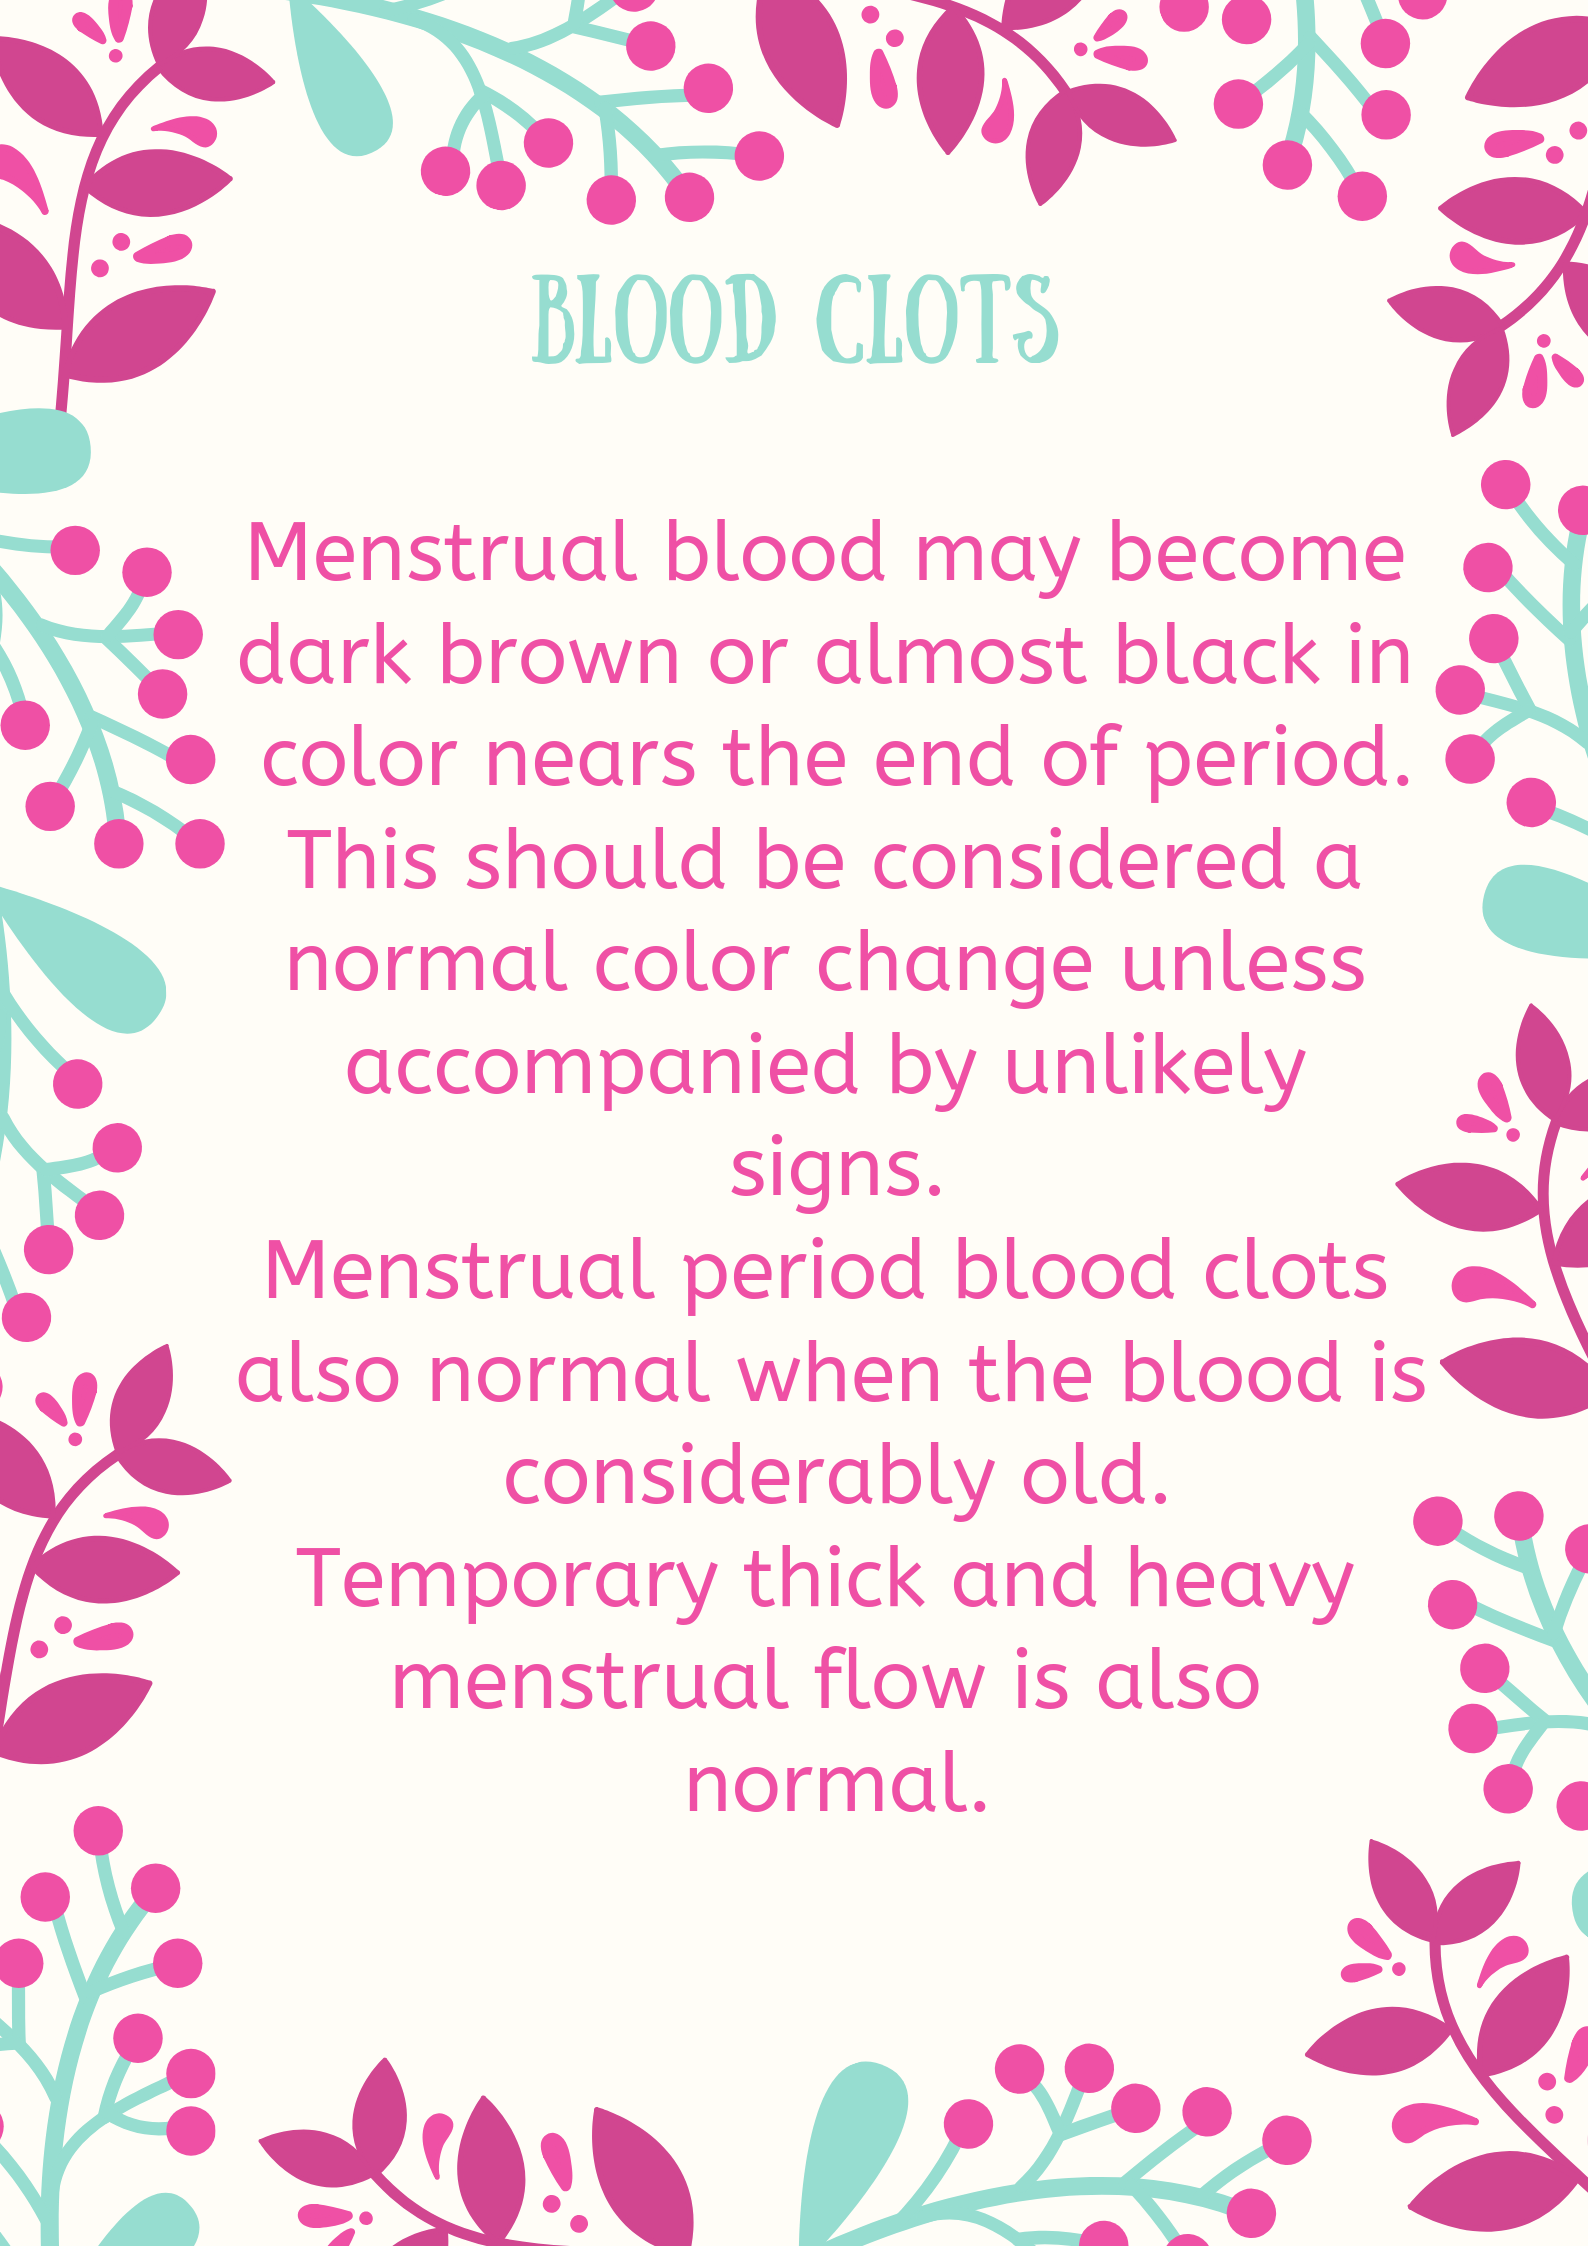 BLOOD CLOTS
Menstrual blood may become
dark brown or almost black in
color nears the end of period.
This should be considered a
normal color change unless
accompanied by unlikely
signs.
Menstrual period blood clots
also normal when the blood is
considerably old.
Temporary thick and heavy
menstrual flow is also
normal.